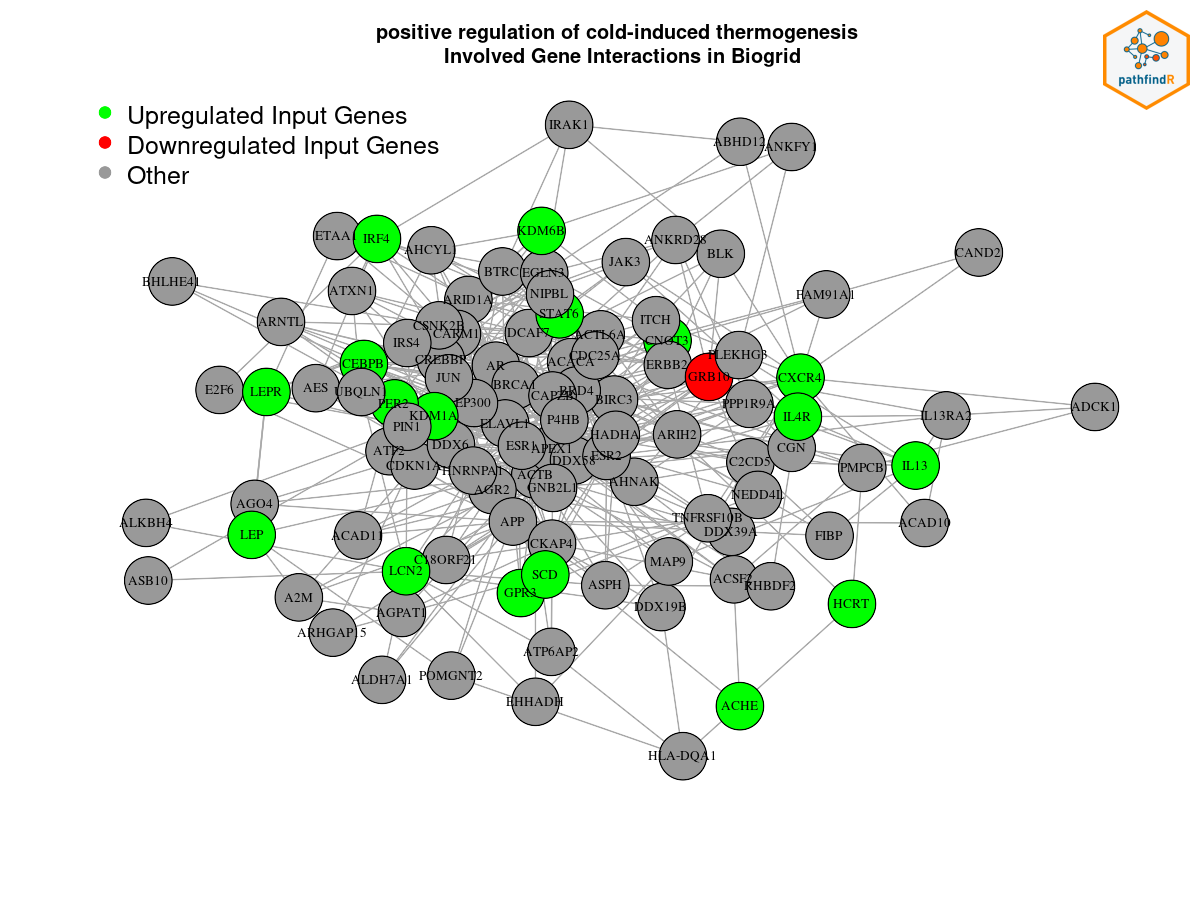 positive regulation of cold-induced thermogenesis
Involved Gene Interactions in Biogrid
pathfindR
Upregulated Input Genes
Downregulated Input Genes
Other
IRAK1
ABHD12
ANKFY1
KDM6B
ETAA1
IRF4
AHCYL1
ANKRD28
BLK
CAND2
JAK3
BTRC
EGLN3
BHLHE41
ATXN1
ARID1A
NIPBL
FAM91A1
ARNTL
STAT6
ITCH
CSNK2B
CARM1
DCAF7
ACTL6A
CNOT3
IRS4
CDC25A
PLEKHG3
CREBBP
ACACA
CEBPB
AR
ERBB2
JUN
GRB10
CXCR4
BRCA1
BRD4
E2F6
LEPR
AES
UBQLN1
CAPZB
BIRC3
PER2
EP300
PPP1R9A
ADCK1
KDM1A
IL4R
IL13RA2
P4HB
ELAVL1
PIN1
HADHA
ARIH2
DDX6
ESR1
APEX1
CGN
ATF2
ESR2
CDKN1A
DDX58
C2CD5
IL13
HNRNPA1
PMPCB
ACTB
AHNAK
AGR2
GNB2L1
NEDD4L
AGO4
TNFRSF10B
ALKBH4
APP
ACAD10
LEP
ACAD11
DDX39A
FIBP
CKAP4
C18ORF21
MAP9
LCN2
SCD
ASB10
ACSF2
ASPH
RHBDF2
GPR3
A2M
HCRT
DDX19B
AGPAT1
ARHGAP15
ATP6AP2
POMGNT2
ALDH7A1
EHHADH
ACHE
HLA-DQA1